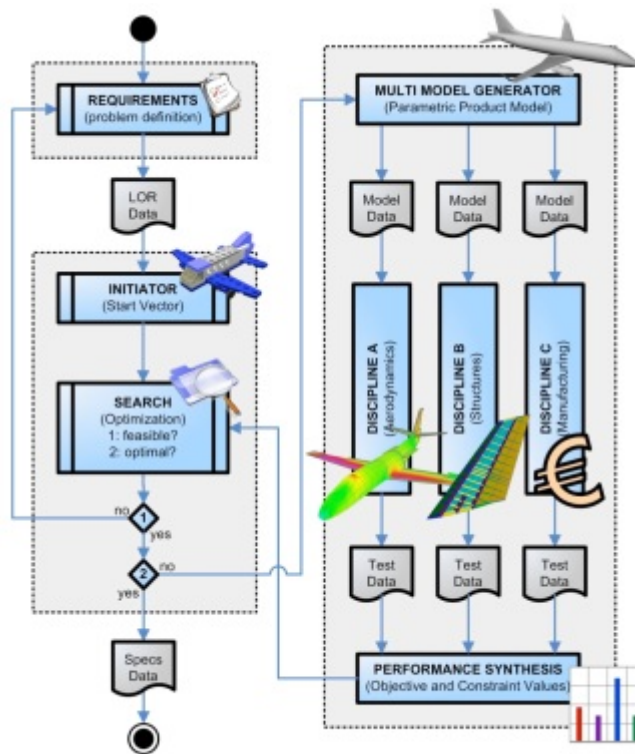 REQUIREMENTS
(problem definition)
LOR
Data
INITIATOR
(Start Vector)
SEARCH
(Optimization)
1: feasible?
2: optimal?
no
1
yes
2
no
yes
Specs
Data
MULTI MODEL GENERATOR
(Parametric Product Model)
Model
Data
Model
Data
Model
Data
DISCIPLINE A
(Aerodynamics)
DISCIPLINE B
(Structures)
DISCIPLINE C
(Manufacturing)
€
Test
Data
Test
Data
Test
Data
PERFORMANCE SYNTHESIS
(Objective and Constraint Values)